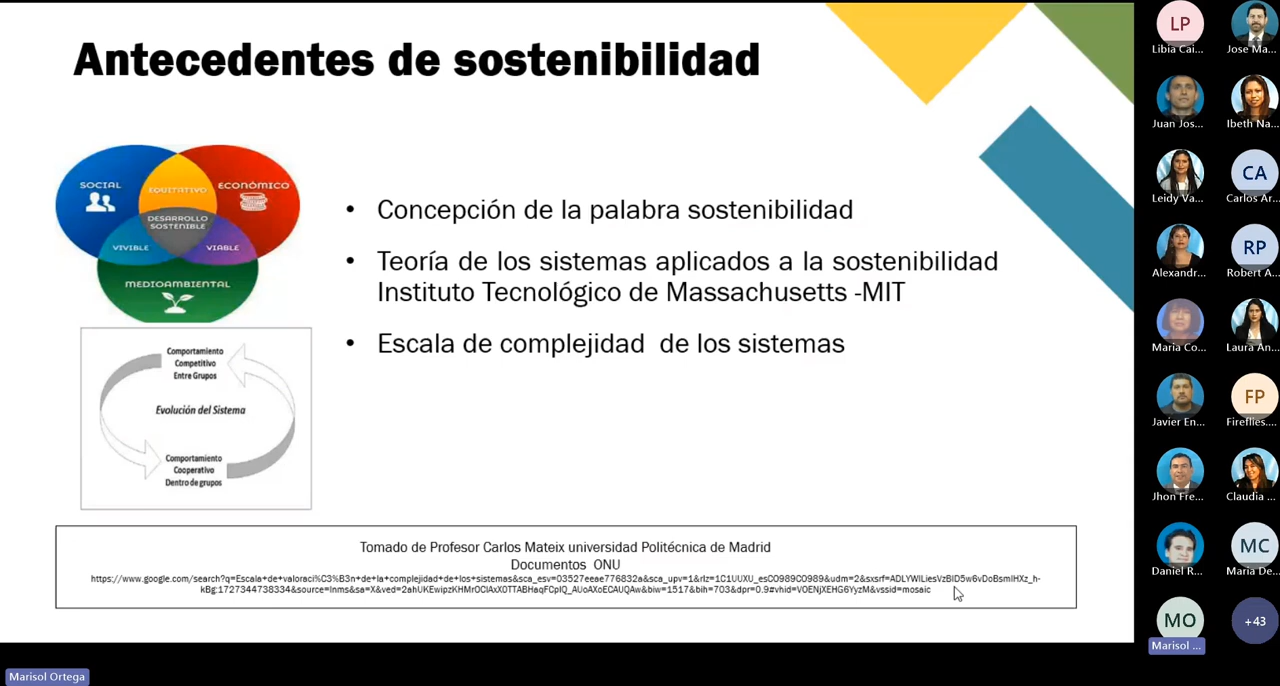 Antecedentes de sostenibilidad
SOCIAL
EQUITATIVO
ECONÓMICO
DESARROLLO
SOSTENIBLE
VIVIBLE
VIABLE
MEDIOAMBIENTAL
Comportamiento
Competitivo
Entre Grupos
Evolución del Sistema
Comportamiento
Cooperativo
Dentro de grupos
• Concepción de la palabra sostenibilidad
• Teoría de los sistemas aplicados a la sostenibilidad
Instituto Tecnológico de Massachusetts -MIT
• Escala de complejidad de los sistemas
Tomado de Profesor Carlos Mateix universidad Politécnica de Madrid
Documentos ONU
LP
Libia Cai...
Jose Ma...
Juan Jos...
Ibeth Na...
Leidy Va...
CA
Carlos Ar...
Alexandr...
RP
Robert A...
Maria Co...
Laura An...
Javier En...
FP
Fireflies....
Jhon Fre...
Claudia ...
Daniel R...
MC
Maria De...
MO
Marisol ...
+43
Marisol Ortega